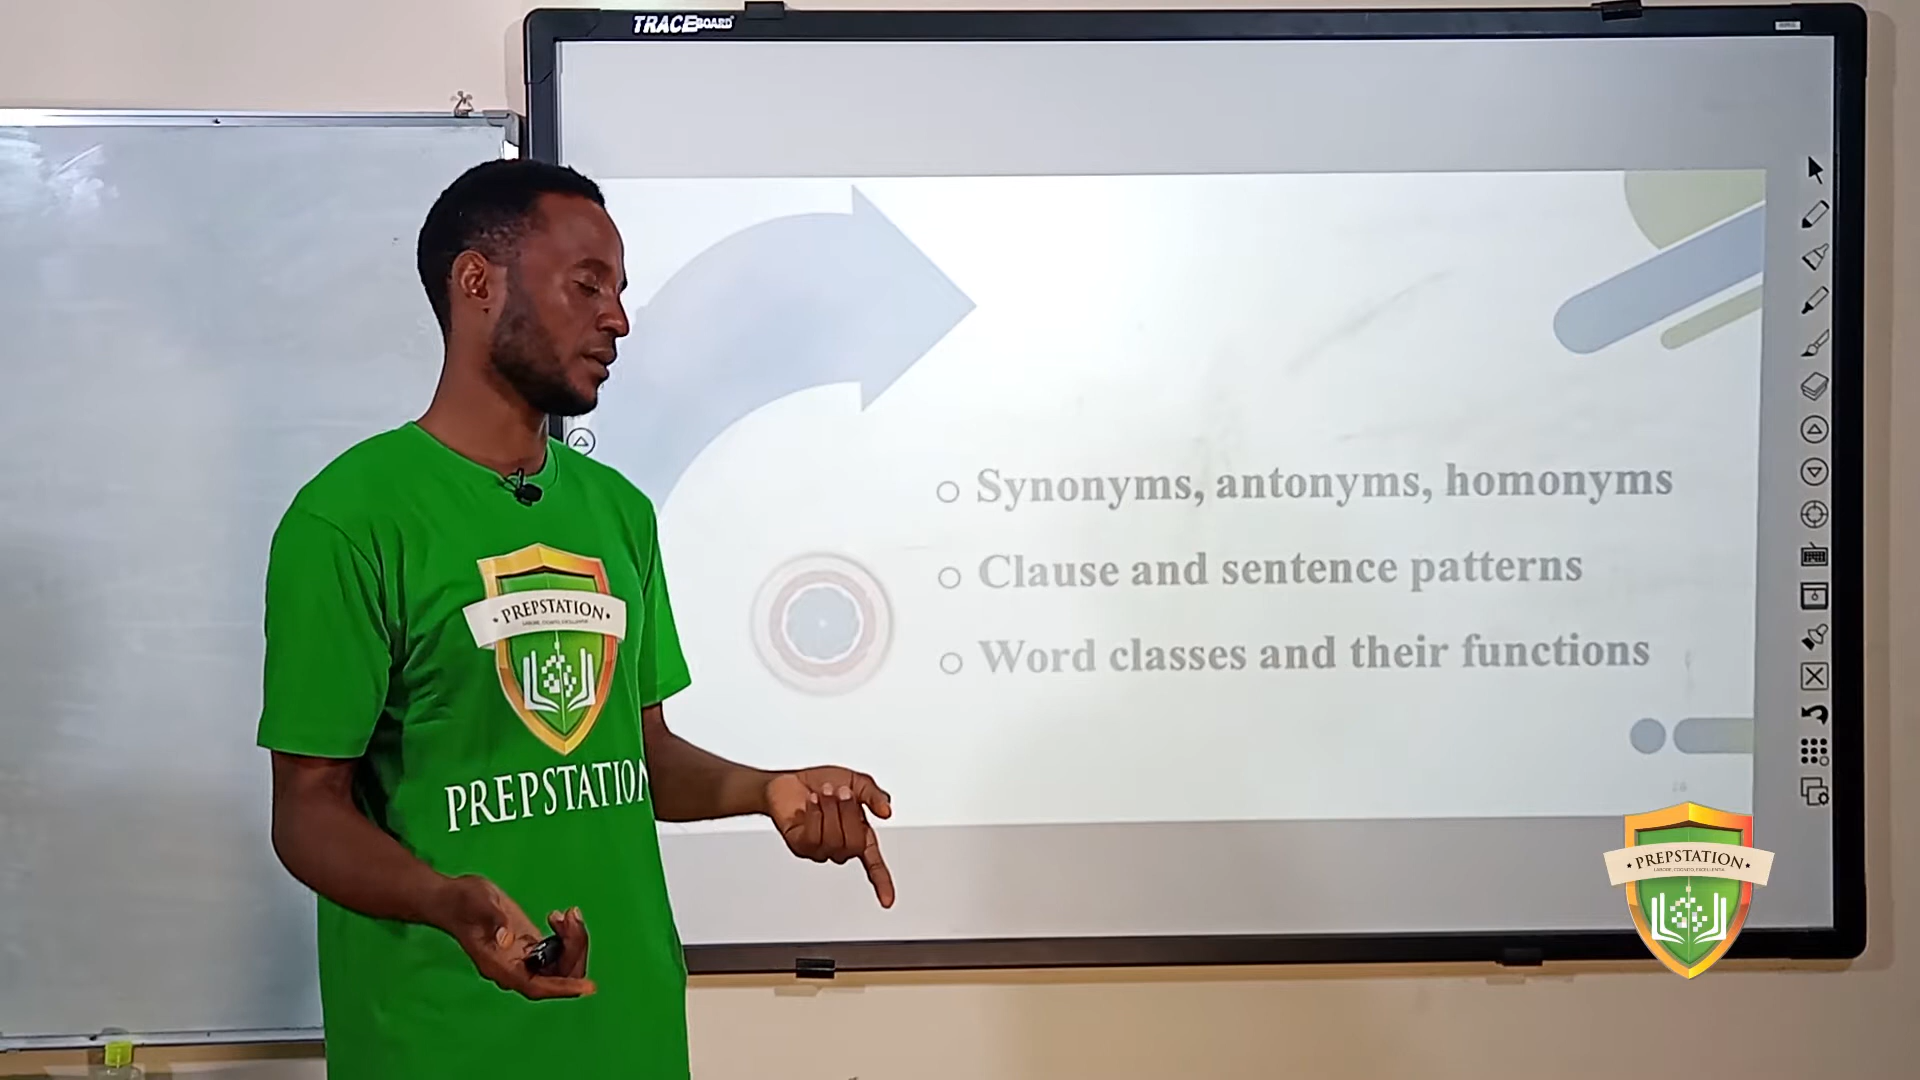 TRACEBOARD
Synonyms, antonyms, homonyms
Clause and sentence patterns
Word classes and their functions
PREPSTATION
PREPSTATION
PREPSTATION